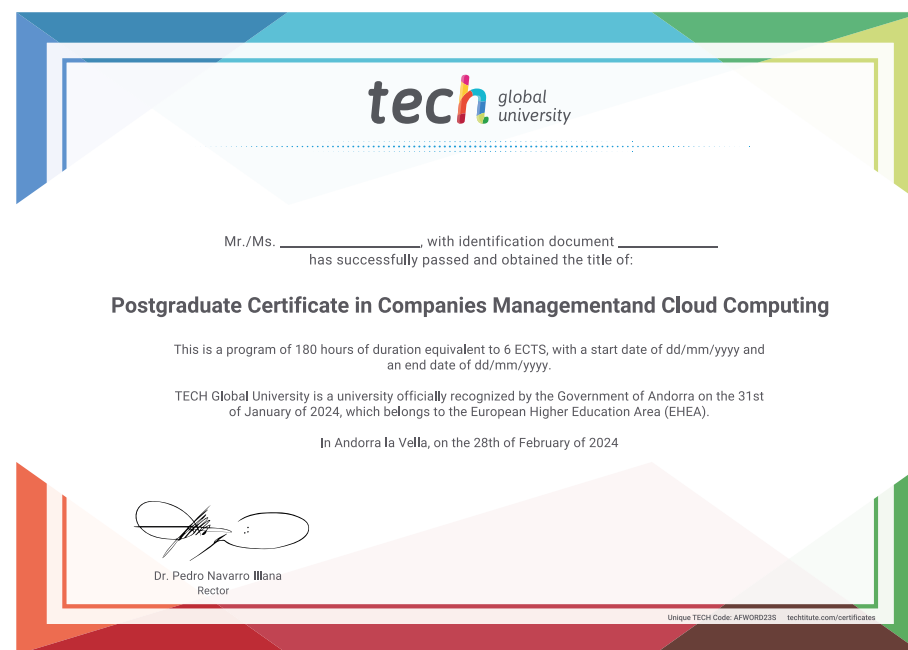 tech global university
Mr./Ms. ____________, with identification document ____________
has successfully passed and obtained the title of:
Postgraduate Certificate in Companies Managementand Cloud Computing
This is a program of 180 hours of duration equivalent to 6 ECTS, with a start date of dd/mm/yyyy and
an end date of dd/mm/yyyy.
TECH Global University is a university officially recognized by the Government of Andorra on the 31st
of January of 2024, which belongs to the European Higher Education Area (EHEA).
In Andorra la Vella, on the 28th of February of 2024
Dr. Pedro Navarro Illana
Rector
Unique TECH Code: AFWORD23S techtitute.com/certificates